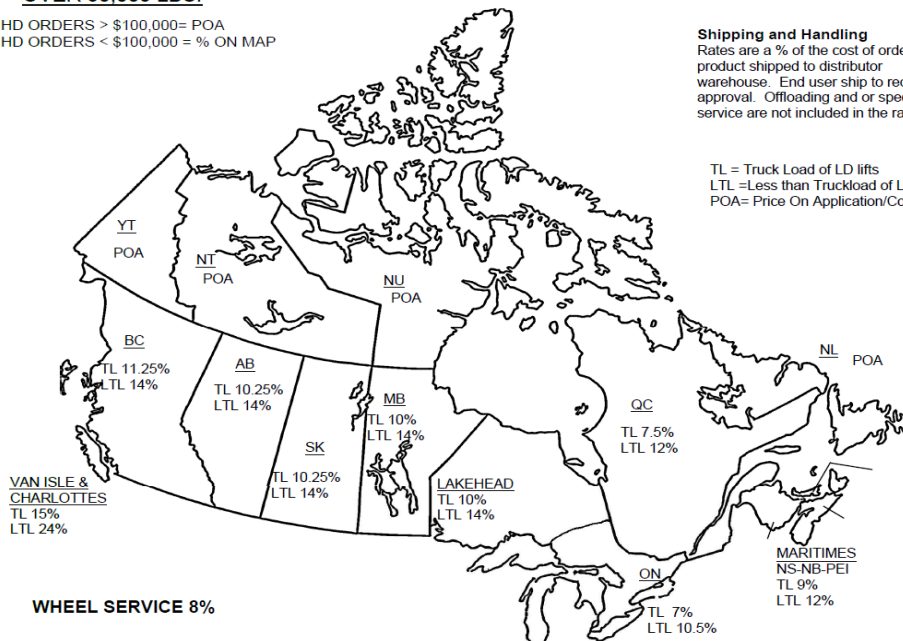 HD ORDERS > $100,000= POA
HD ORDERS < $100,000 = % ON MAP
Shipping and Handling
Rates are a % of the cost of
product shipped to distributor
warehouse. End user ship to
approval. Offloading and or
service are not included in the
TL = Truck Load of LD lifts
LTL =Less than Truckload of
POA= Price On
YT
POA
NT
POA
NU
POA
BC
TL 11.25%
LTL 14%
AB
TL 10.25%
LTL 14%
SK
TL 10.25%
LTL 14%
MB
TL 10%
LTL 14%
LAKEHEAD
TL 10%
LTL 14%
QC
TL 7.5%
LTL 12%
NL
POA
VAN ISLE &
CHARLOTTES
TL 15%
LTL 24%
MARITIMES
NS-NB-PEI
TL 9%
LTL 12%
ON
TL 7%
LTL 10.5%
WHEEL SERVICE 8%